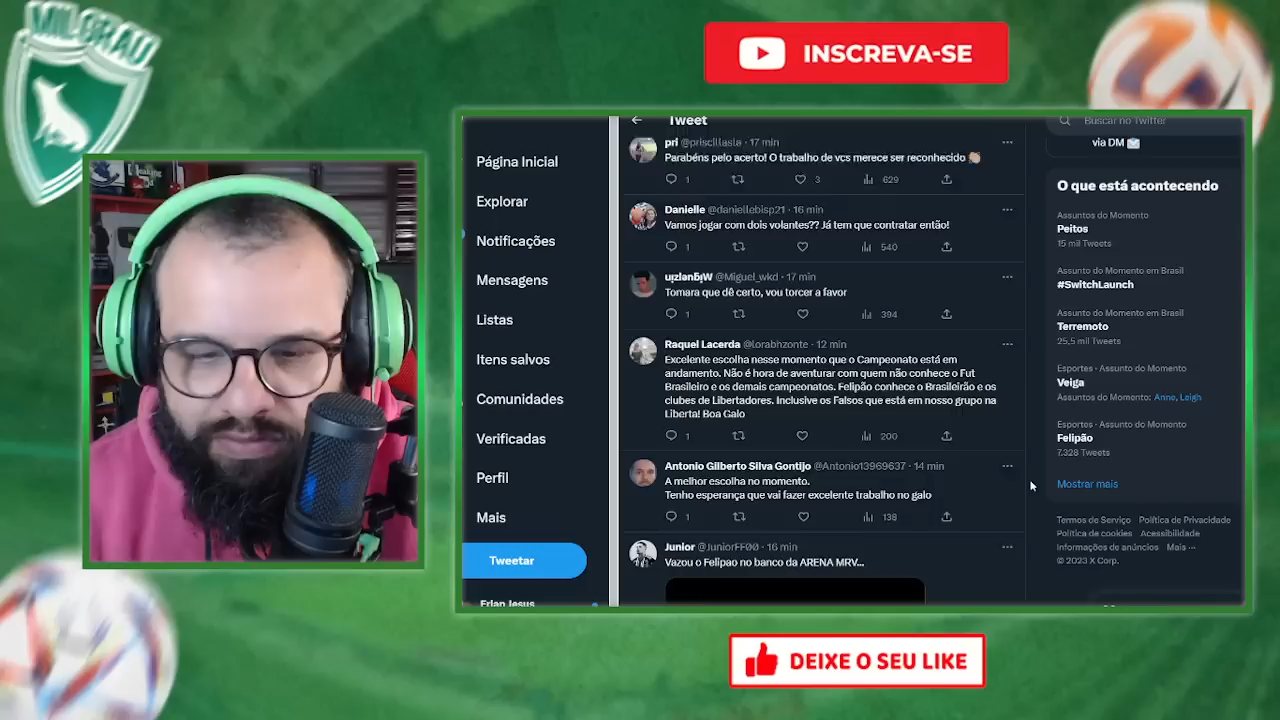 MILGRAU
INSCREVA-SE
Página Inicial
Explorar
Notificações
Mensagens
Listas
Itens salvos
Comunidades
Verificadas
Perfil
Mais
Tweetar
Erlan Jesus
Tweet
pri @priscillasla · 17 min
Parabéns pelo acerto! O trabalho de vcs merece ser reconhecido 👏🏼
1 3 629
Danielle @daniellebisp21 · 16 min
Vamos jogar com dois volantes?? Já tem que contratar então!
1 540
@Miguel_wkd · 17 min
Tomara que dê certo, vou torcer a favor
1 394
Raquel Lacerda @lorabhzonte · 12 min
Excelente escolha nesse momento que o Campeonato está em
andamento. Não é hora de aventurar com quem não conhece o Fut
Brasileiro e os demais campeonatos. Felipão conhece o Brasileirão e os
clubes de Libertadores. Inclusive os Falsos que está em nosso grupo na
Liberta! Boa Galo
1 200
Antonio Gilberto Silva Gontijo @Antonio13969637 · 14 min
A melhor escolha no momento.
Tenho esperança que vai fazer excelente trabalho no galo
1 138
Junior @JuniorFF00 · 16 min
Vazou o Felipao no banco da ARENA MRV...
Buscar no Twitter
via DM ✉️
O que está acontecendo
Assuntos do Momento
Peitos
15 mil Tweets
Assunto do Momento em Brasil
#SwitchLaunch
Assunto do Momento em Brasil
Terremoto
25,5 mil Tweets
Esportes · Assunto do Momento
Veiga
Assuntos do Momento: Anne, Leigh
Esportes · Assunto do Momento
Felipão
7.328 Tweets
Mostrar mais
Termos de Serviço Política de Privacidade
Política de cookies Acessibilidade
Informações de anúncios Mais ...
© 2023 X Corp.
DEIXE O SEU LIKE